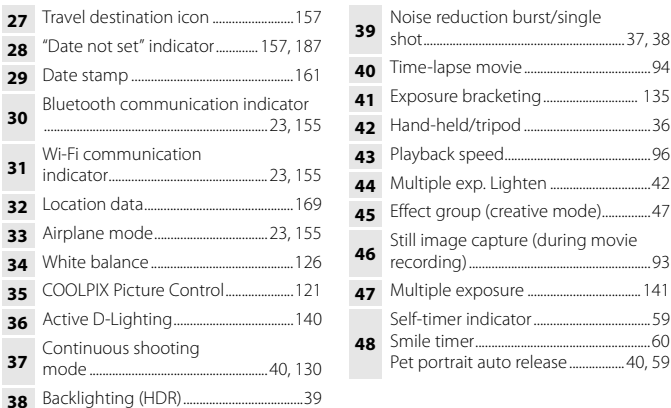 27 Travel destination icon ............................157
28 “Date not set” indicator.............. 157, 187
29 Date stamp .........................................................161
30 Bluetooth communication indicator
............................................................................23, 155
31 Wi-Fi communication
indicator......................................................23, 155
32 Location data....................................................169
33 Airplane mode........................................23, 155
34 White balance .................................................126
35 COOLPIX Picture Control........................121
36 Active D-Lighting..........................................140
37 Continuous shooting
mode .............................................................40, 130
38 Backlighting (HDR)..........................................39
39 Noise reduction burst/single
shot.......................................................................37, 38
40 Time-lapse movie............................................94
41 Exposure bracketing................................. 135
42 Hand-held/tripod ............................................36
43 Playback speed...................................................96
44 Multiple exp. Lighten ...................................42
45 Effect group (creative mode)................47
46 Still image capture (during movie
recording) ...............................................................93
47 Multiple exposure ....................................... 141
48 Self-timer indicator .........................................59
Smile timer..............................................................60
Pet portrait auto release...................40, 59